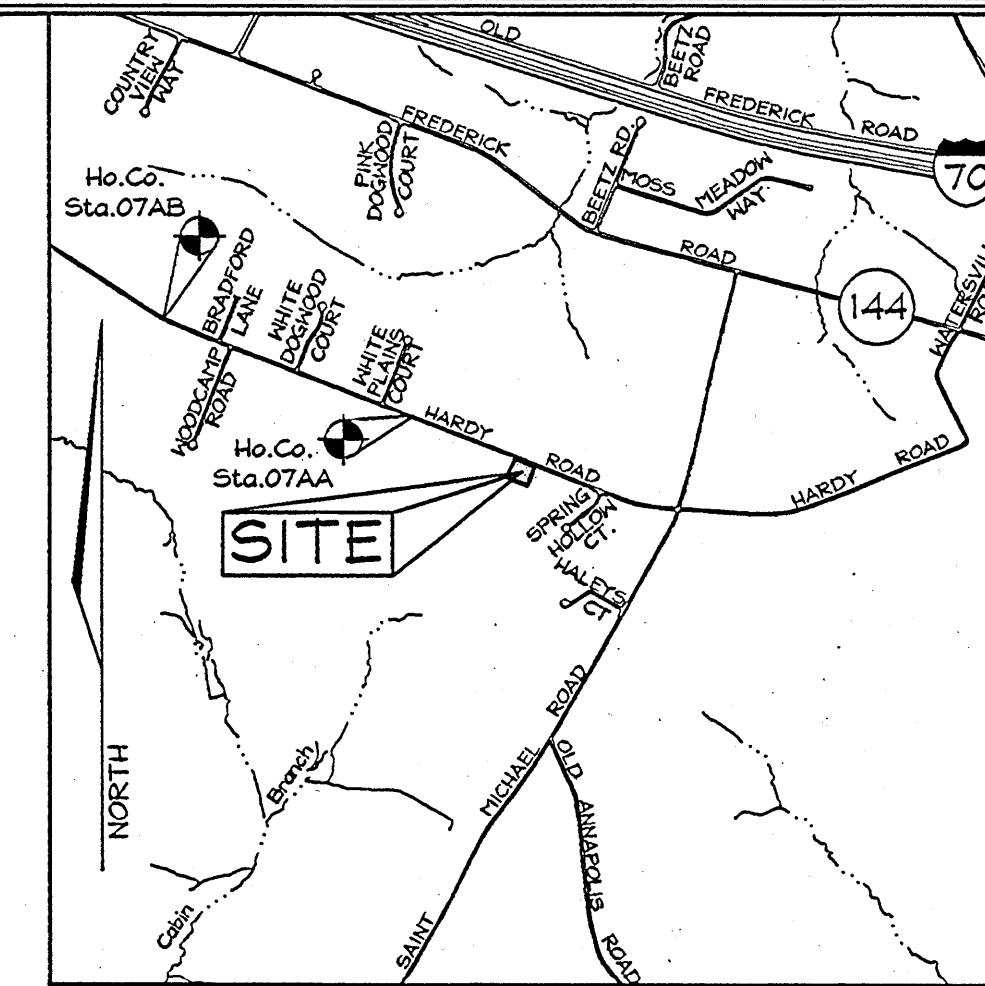 OLD
FREDERICK
ROAD
BEETZ
ROAD
70
COUNTRY
VIEW
WAY
FREDERICK
ROAD
PINK
DOGWOOD
COURT
BEETZ RD.
MOSS
MEADOW
WAY
144
Ho.Co.
Sta.07AB
BRADFORD
LANE
WHITE
DOGWOOD
COURT
WHITE
PLAINS
COURT
WOODCAMP
ROAD
HARDY
ROAD
Ho.Co.
Sta.07AA
SITE
SPRING
HOLLOW
CT.
HARDY
ROAD
HALEYS
CT
NORTH
Cabin
Branch
SAINT
MICHAEL
ROAD
OLD
ANNAPOLIS
ROAD